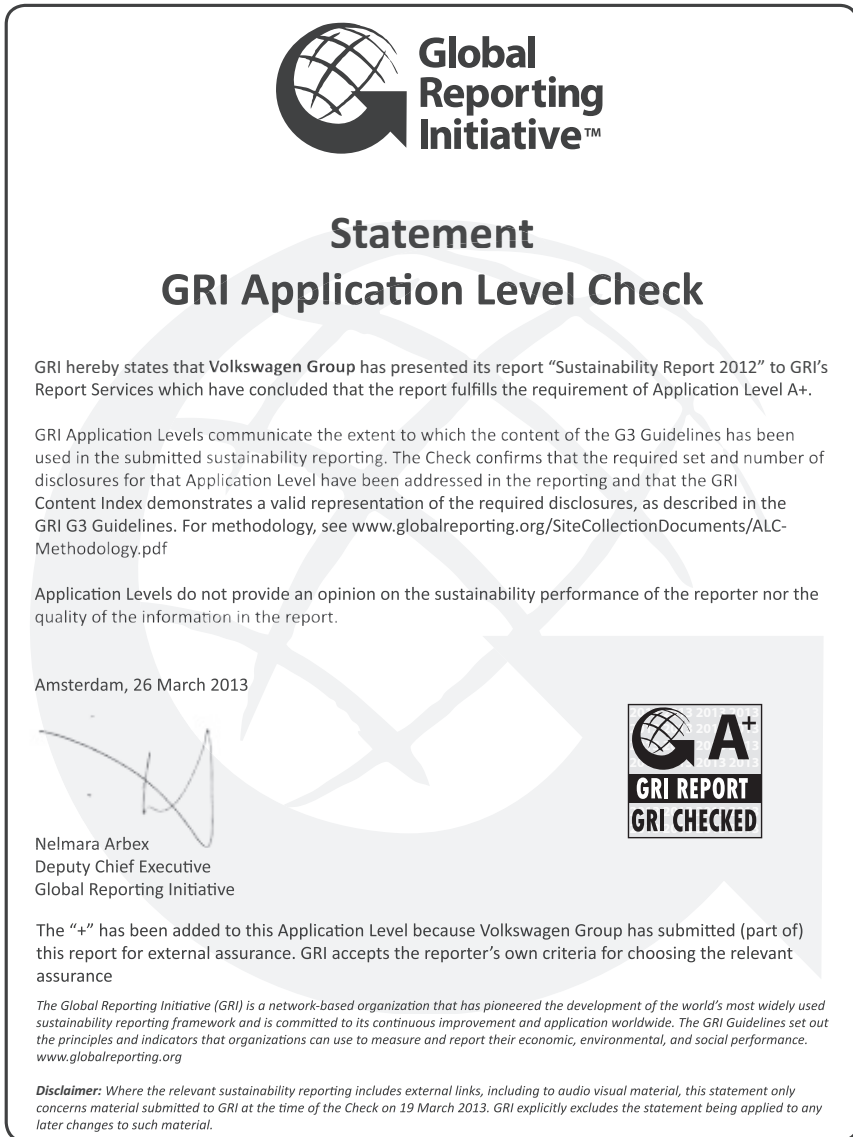 Global
Reporting
Initiative™
Statement
GRI Application Level Check
GRI hereby states that Volkswagen Group has presented its report “Sustainability Report 2012” to GRI’s
Report Services which have concluded that the report fulfills the requirement of Application Level A+.
GRI Application Levels communicate the extent to which the content of the G3 Guidelines has been
used in the submitted sustainability reporting. The Check confirms that the required set and number of
disclosures for that Application Level have been addressed in the reporting and that the GRI
Content Index demonstrates a valid representation of the required disclosures, as described in the
GRI G3 Guidelines. For methodology, see www.globalreporting.org/SiteCollectionDocuments/ALC-
Methodology.pdf
Application Levels do not provide an opinion on the sustainability performance of the reporter nor the
quality of the information in the report.
Amsterdam, 26 March 2013
A+
GRI REPORT
GRI CHECKED
Nelmara Arbex
Deputy Chief Executive
Global Reporting Initiative
The “+” has been added to this Application Level because Volkswagen Group has submitted (part of)
this report for external assurance. GRI accepts the reporter’s own criteria for choosing the relevant
assurance
The Global Reporting Initiative (GRI) is a network-based organization that has pioneered the development of the world’s most widely used
sustainability reporting framework and is committed to its continuous improvement and application worldwide. The GRI Guidelines set out
the principles and indicators that organizations can use to measure and report their economic, environmental, and social performance.
www.globalreporting.org
Disclaimer: Where the relevant sustainability reporting includes external links, including to audio visual material, this statement only
concerns material submitted to GRI at the time of the Check on 19 March 2013. GRI explicitly excludes the statement being applied to any
later changes to such material.